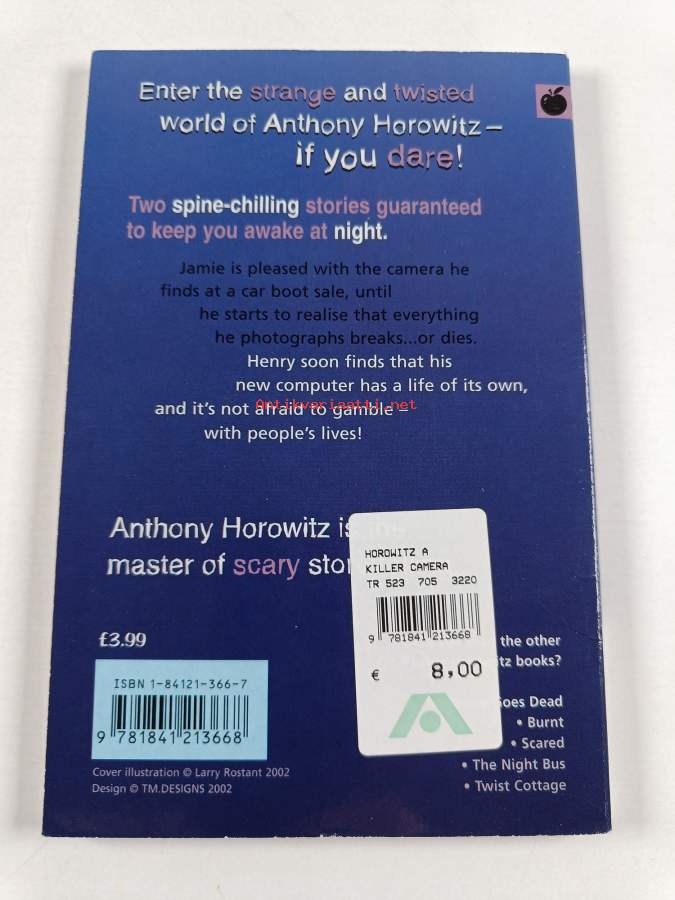 Enter the strange and twisted
world of Anthony Horowitz –
if you dare!
Two spine-chilling stories guaranteed
to keep you awake at night.
Jamie is pleased with the camera he
finds at a car boot sale, until
he starts to realise that everything
he photographs breaks...or dies.
Henry soon finds that his
new computer has a life of its own,
and it's not afraid to gamble –
with people's lives!
Antikvariaatti.net
Anthony Horowitz is the
master of scary stor
HOROWITZ A
KILLER CAMERA
TR 523 705 3220
9 781841 213668
€ 8,00
£3.99
ISBN 1-84121-366-7
9 781841 213668
Cover illustration © Larry Rostant 2002
Design © TM.DESIGNS 2002
the other
tz books?
Goes Dead
• Burnt
• Scared
• The Night Bus
• Twist Cottage